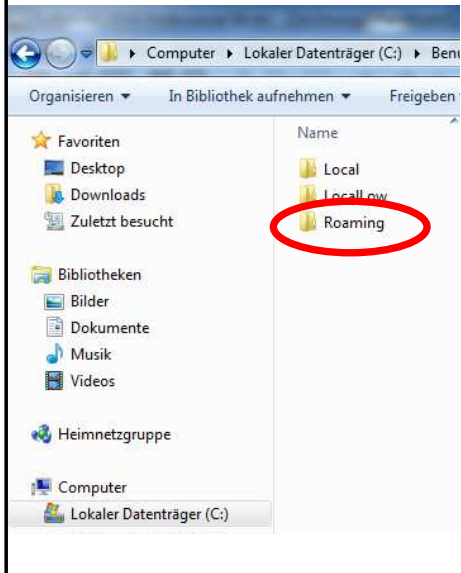 Computer ▸ Lokaler Datenträger (C:) ▸ Benu
Organisieren In Bibliothek aufnehmen Freigeben
Name
Favoriten
Desktop
Downloads
Zuletzt besucht
Bibliotheken
Bilder
Dokumente
Musik
Videos
Heimnetzgruppe
Computer
Lokaler Datenträger (C:)
Local
LocalLow
Roaming